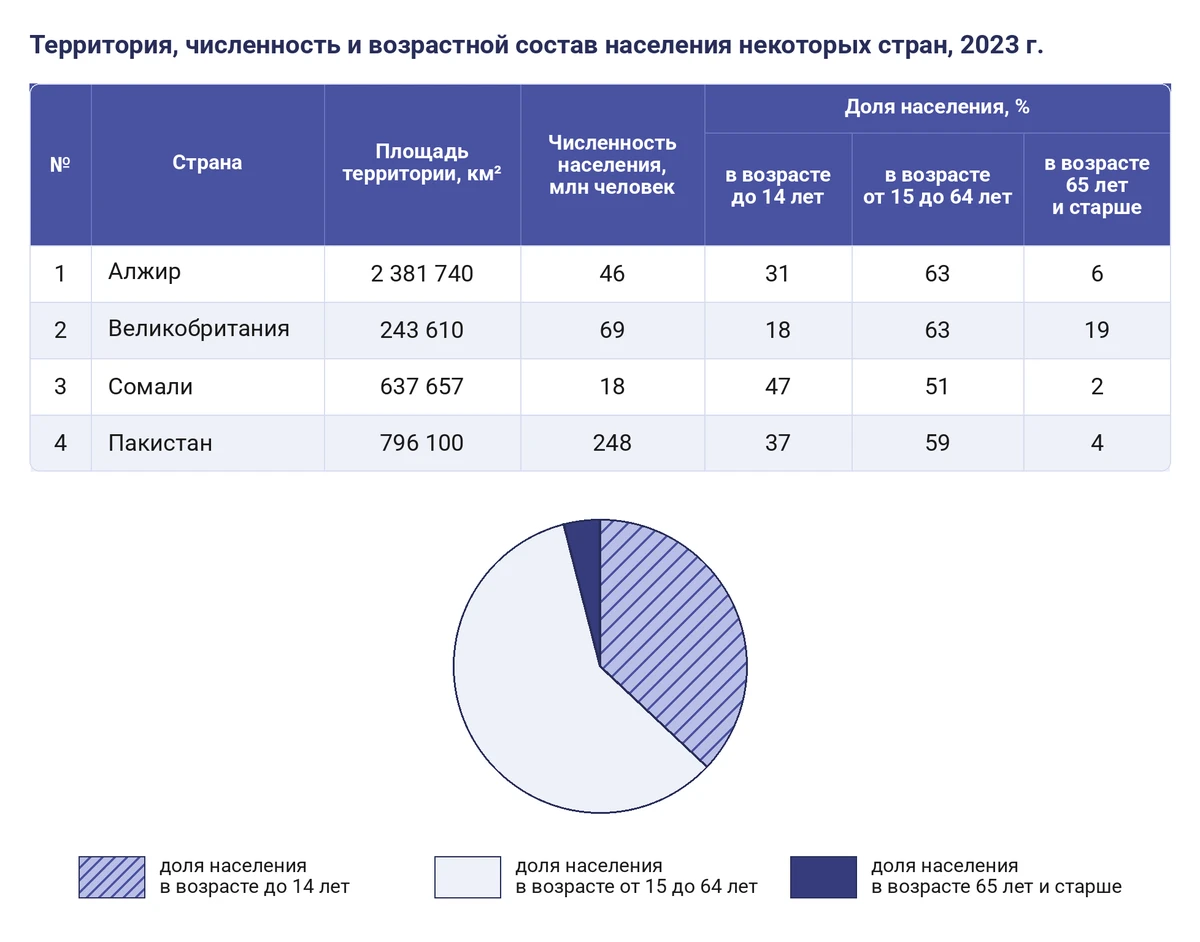 Территория, численность и возрастной состав населения некоторых стран, 2023 г.
№
Страна
Площадь
территории, км²
Численность
населения,
млн человек
Доля населения, %
в возрасте
до 14 лет
в возрасте
от 15 до 64 лет
в возрасте
65 лет
и старше
1 Алжир 2 381 740 46 31 63 6
2 Великобритания 243 610 69 18 63 19
3 Сомали 637 657 18 47 51 2
4 Пакистан 796 100 248 37 59 4
доля населения
в возрасте до 14 лет
доля населения
в возрасте от 15 до 64 лет
доля населения
в возрасте 65 лет и старше